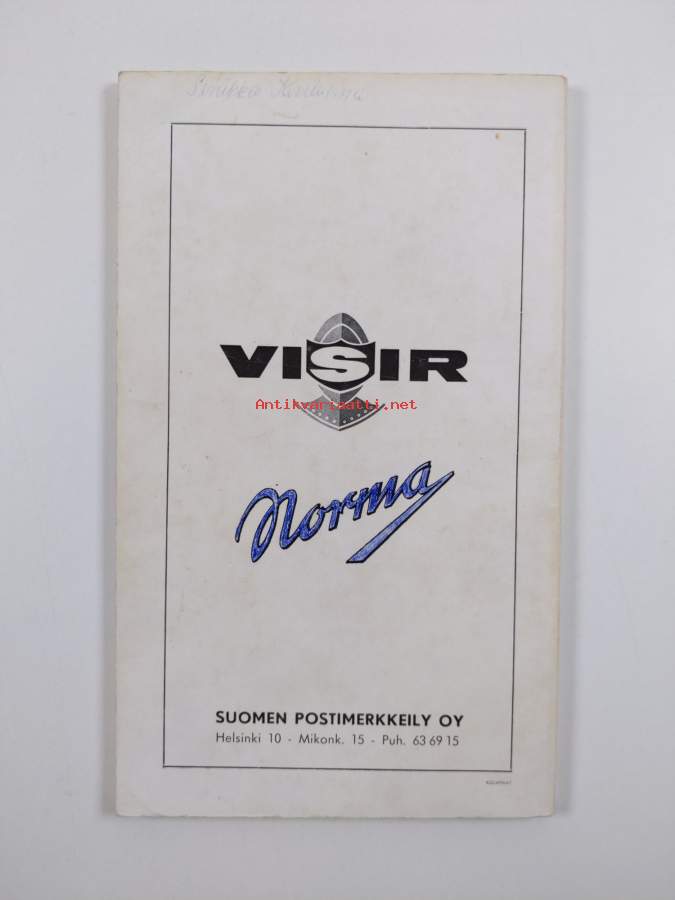 VISIR
Antikvariaatti.net
Norma
SUOMEN POSTIMERKKEILY OY
Helsinki 10 - Mikonk. 15 - Puh. 63 69 15